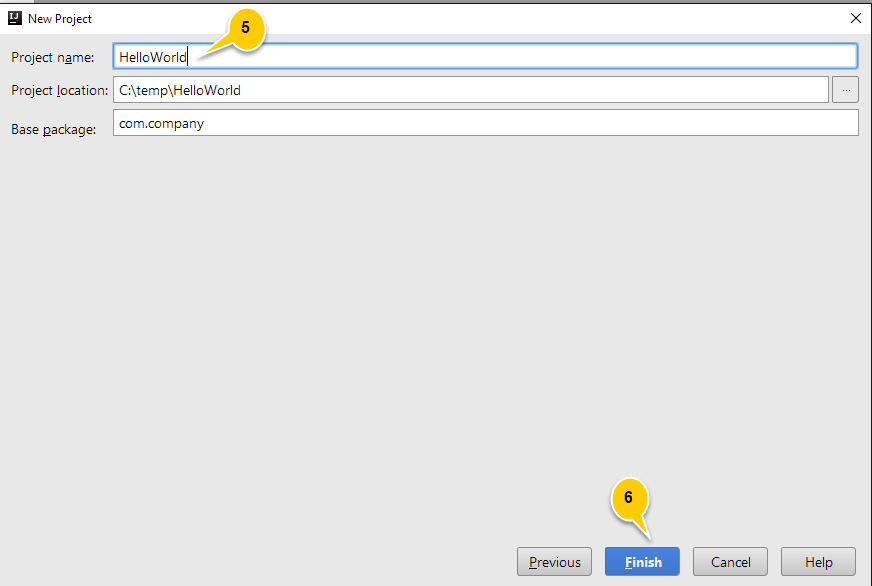 IJ New Project
5
Project name: HelloWorld
Project location: C:\temp\HelloWorld ...
Base package: com.company
6
Previous Finish Cancel Help